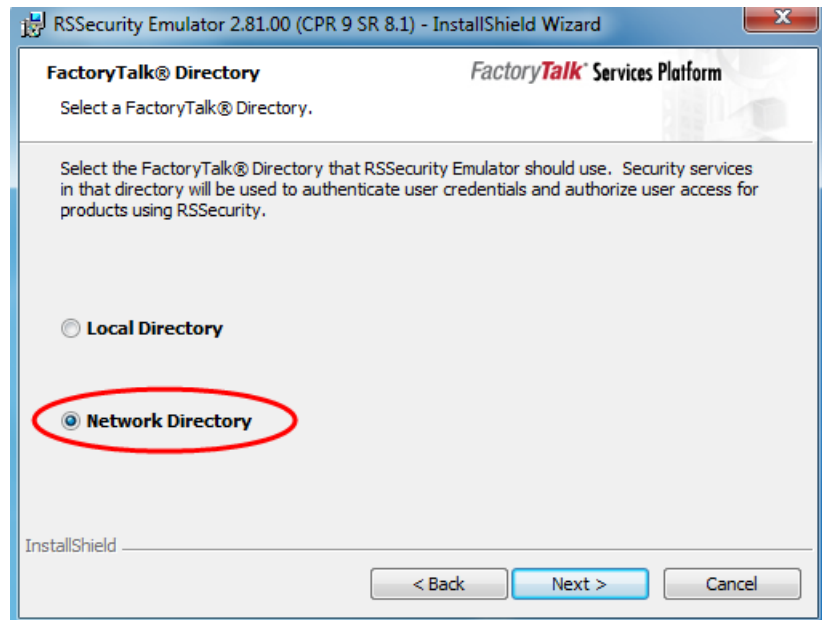 RSSecurity Emulator 2.81.00 (CPR 9 SR 8.1) - InstallShield Wizard
FactoryTalk® Directory
FactoryTalk® Services Platform
Select a FactoryTalk® Directory.
Select the FactoryTalk® Directory that RSSecurity Emulator should use. Security services
in that directory will be used to authenticate user credentials and authorize user access for
products using RSSecurity.
Local Directory
Network Directory
InstallShield
< Back
Next >
Cancel